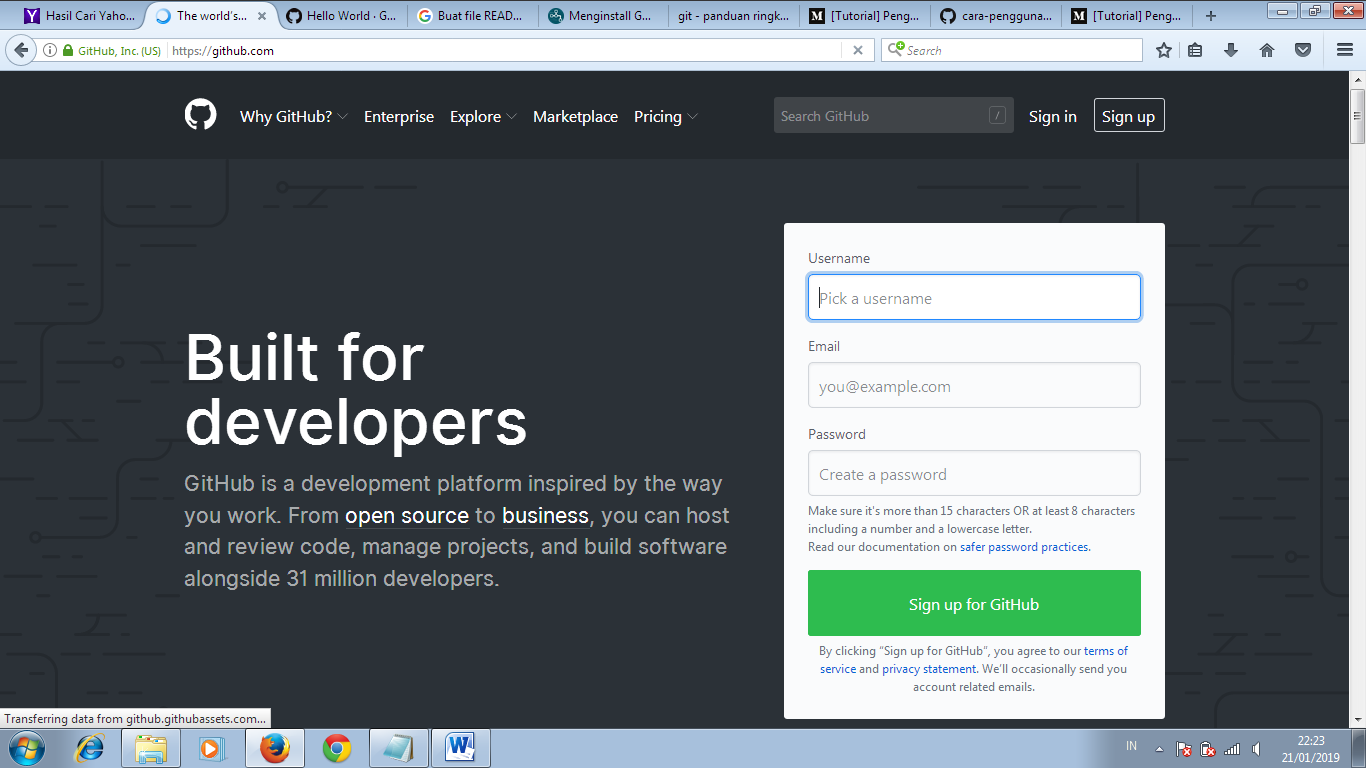 Hasil Cari Yaho...
The world's...
Hello World · G...
Buat file READ...
Menginstall G...
git - panduan ringk...
[Tutorial] Peng...
cara-pengguna...
[Tutorial] Peng...
GitHub, Inc. (US)
https://github.com
Search
Why GitHub?
Enterprise
Explore
Marketplace
Pricing
Search GitHub
/
Sign in
Sign up
Built for
developers
GitHub is a development platform inspired by the way
you work. From open source to business, you can host
and review code, manage projects, and build software
alongside 31 million developers.
Username
Pick a username
Email
you@example.com
Password
Create a password
Make sure it's more than 15 characters OR at least 8 characters
including a number and a lowercase letter.
Read our documentation on safer password practices.
Sign up for GitHub
By clicking “Sign up for GitHub”, you agree to our terms of
service and privacy statement. We'll occasionally send you
account related emails.
Transferring data from github.githubassets.com...
IN
22:23
21/01/2019